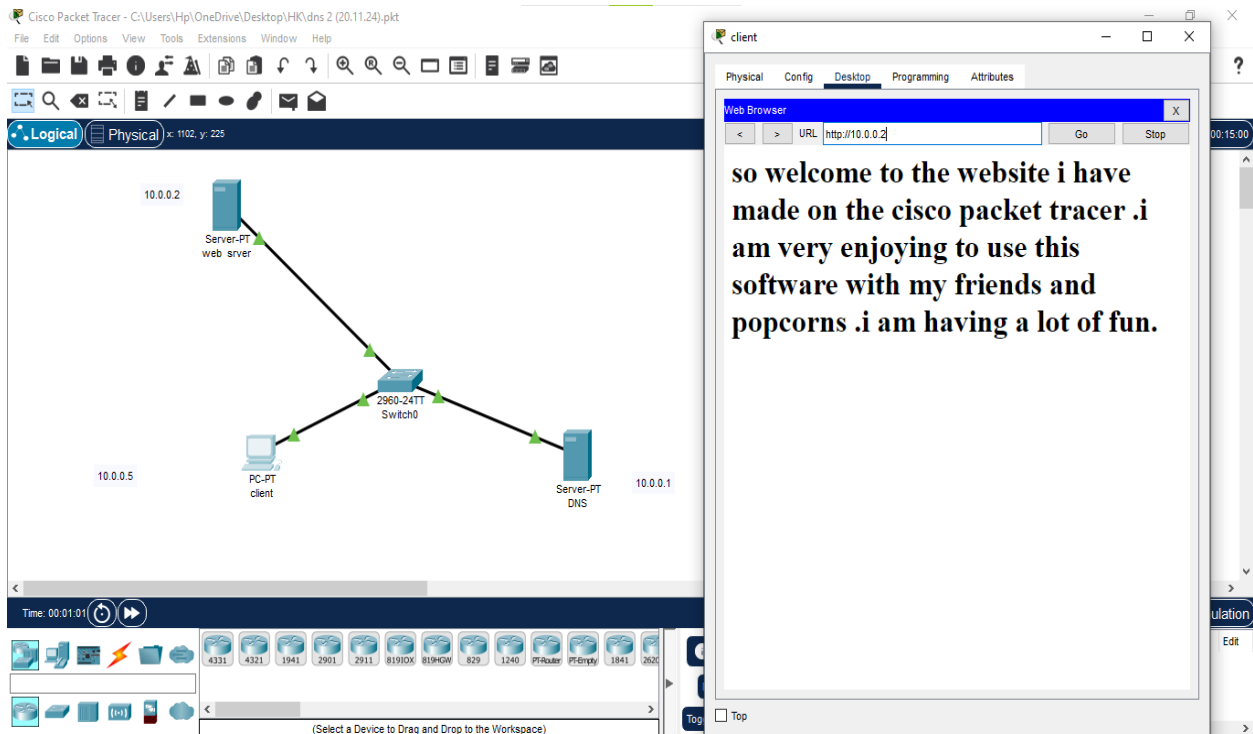 Cisco Packet Tracer - C:\Users\Hp\OneDrive\Desktop\HK\dns 2 (20.11.24).pkt
File Edit Options View Tools Extensions Window Help
?
Logical Physical x: 1102, y: 225
00:15:00
10.0.0.2
Server-PT
web srver
2960-24TT
Switch0
10.0.0.5
PC-PT
client
Server-PT
DNS
10.0.0.1
client
Physical Config Desktop Programming Attributes
Web Browser X
< > URL http://10.0.0.2 Go Stop
so welcome to the website i have
made on the cisco packet tracer .i
am very enjoying to use this
software with my friends and
popcorns .i am having a lot of fun.
Top
Time: 00:01:01
ulation
Edit
4331 4321 1941 2901 2911 819IOX 819HGW 829 1240 PT-Router PT-Empty 1841 2620
(Select a Device to Drag and Drop to the Workspace)
Tog